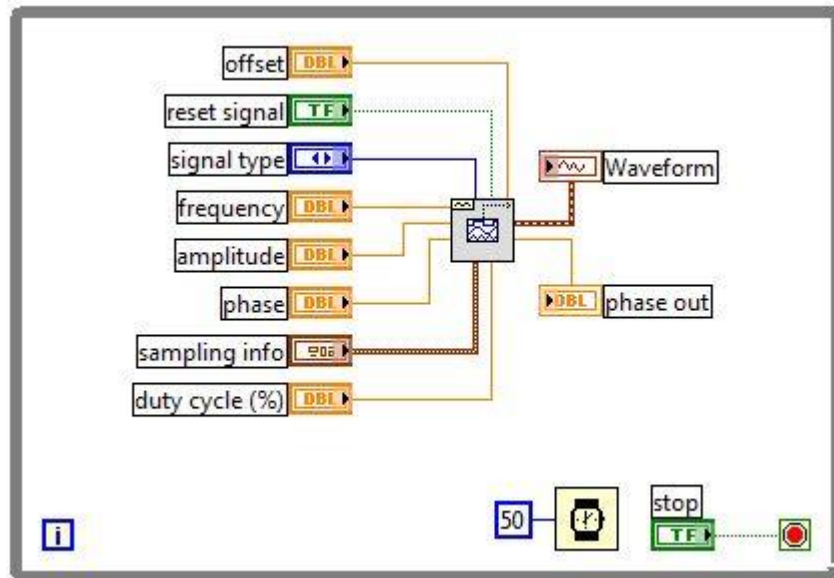 offset DBL
reset signal TF
signal type
frequency DBL
amplitude DBL
phase DBL
sampling info
duty cycle (%) DBL
Waveform
DBL phase out
i
50
stop
TF